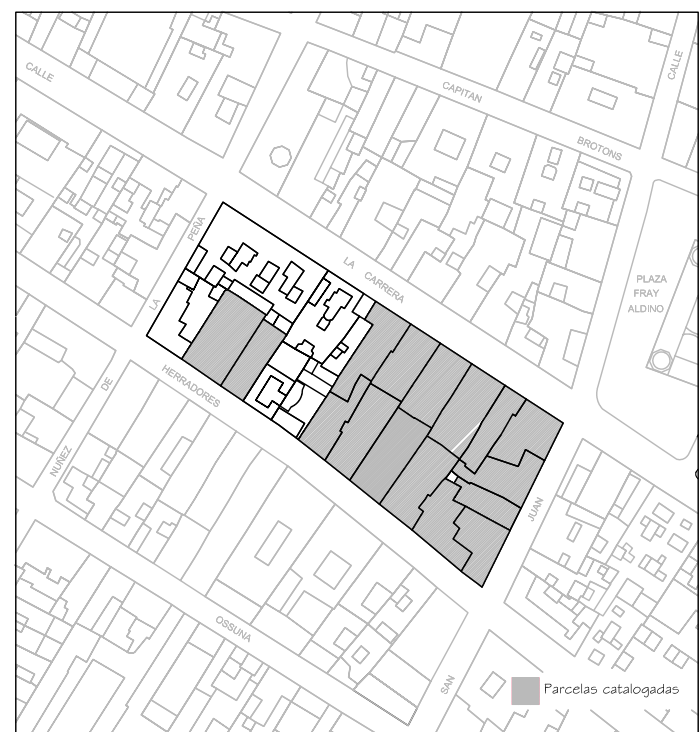 CALLE
CAPITAN
CALLE
BROTONS
PEÑA
LA CARRERA
PLAZA
FRAY
ALDINO
LA
HERRADORES
DE
NUÑEZ
JUAN
OSSUNA
SAN
Parcelas catalogadas